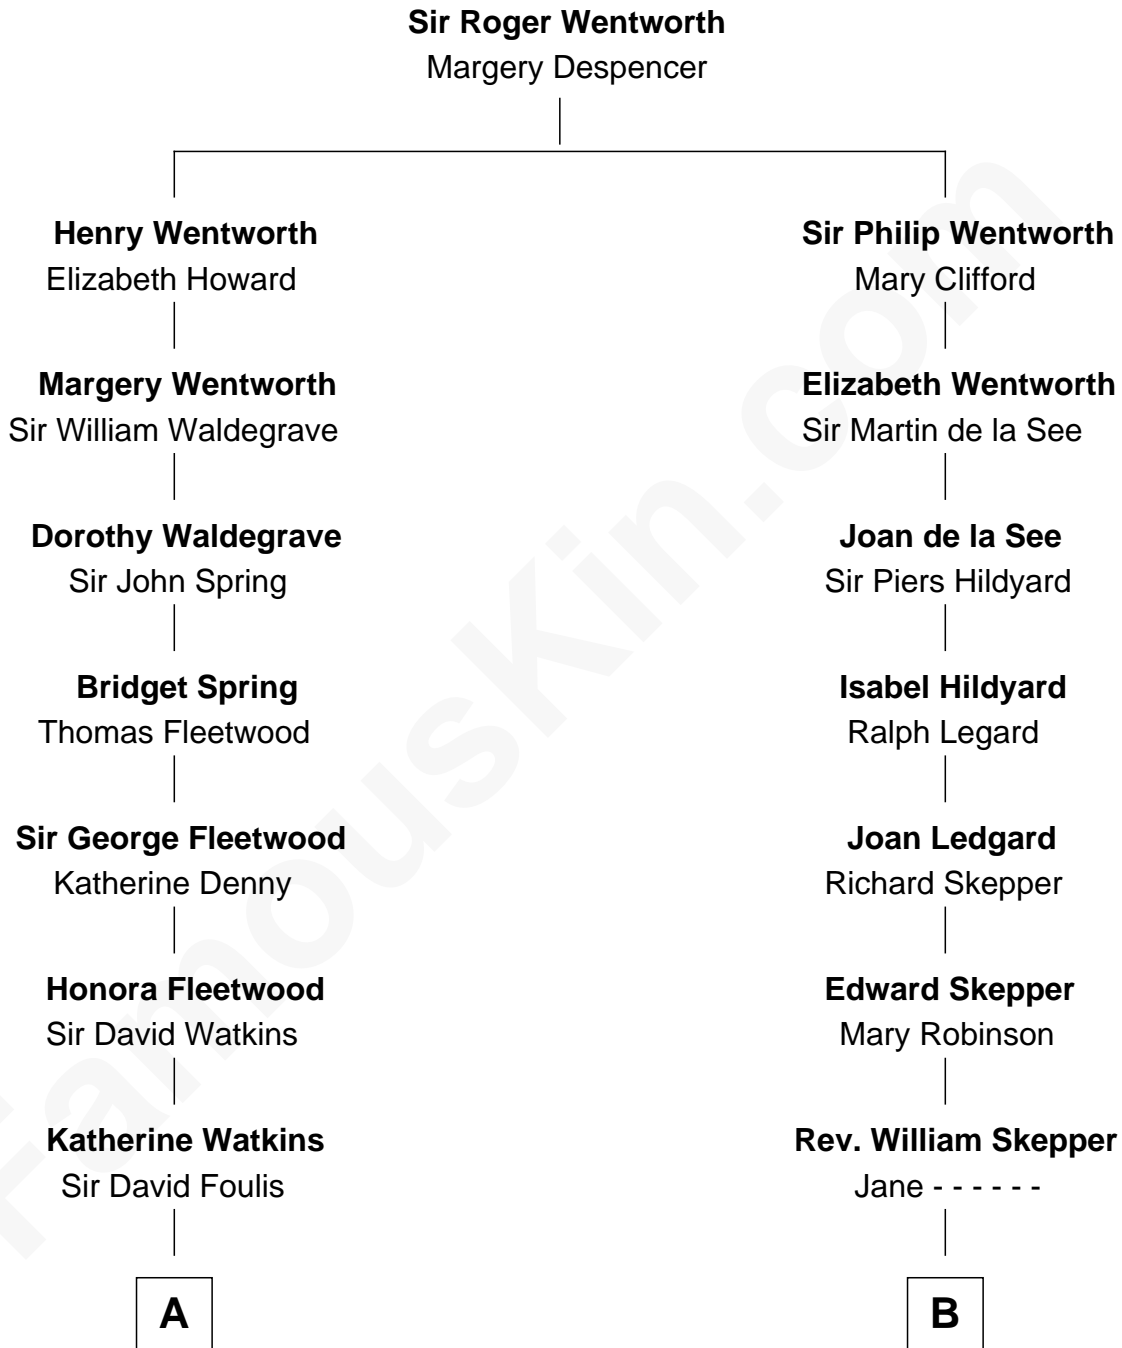 Sir Roger Wentworth
Margery Despencer
Henry Wentworth
Elizabeth Howard
Margery Wentworth
Sir William Waldegrave
Dorothy Waldegrave
Sir John Spring
Bridget Spring
Thomas Fleetwood
Sir George Fleetwood
Katherine Denny
Honora Fleetwood
Sir David Watkins
Katherine Watkins
Sir David Foulis
A
Sir Philip Wentworth
Mary Clifford
Elizabeth Wentworth
Sir Martin de la See
Joan de la See
Sir Piers Hildyard
Isabel Hildyard
Ralph Legard
Joan Ledgard
Richard Skepper
Edward Skepper
Mary Robinson
Rev. William Skepper
Jane - - - - - -
B
FamousKin.com